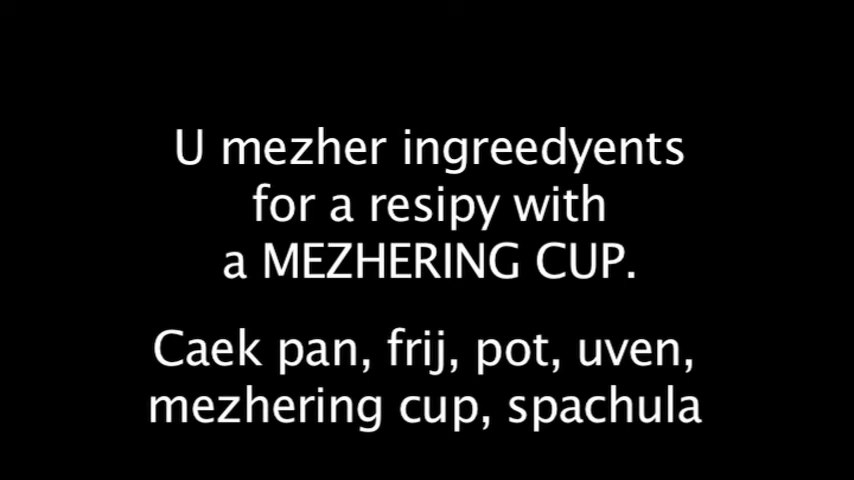 U mezher ingreedyents
for a resipy with
a MEZHERING CUP.
Caek pan, frij, pot, uven,
mezhering cup, spachula